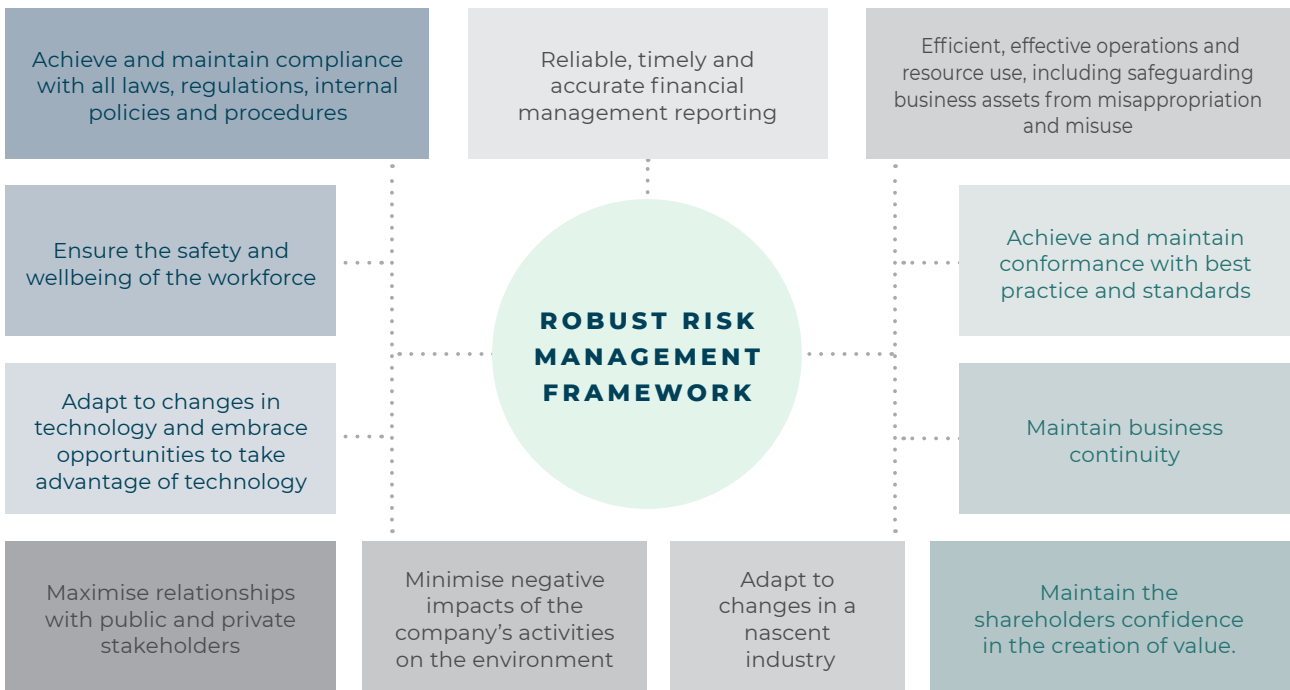 Achieve and maintain compliance
with all laws, regulations, internal
policies and procedures
Reliable, timely and
accurate financial
management reporting
Efficient, effective operations and
resource use, including safeguarding
business assets from misappropriation
and misuse
Ensure the safety and
wellbeing of the workforce
ROBUST RISK
MANAGEMENT
FRAMEWORK
Achieve and maintain
conformance with best
practice and standards
Adapt to changes in
technology and embrace
opportunities to take
advantage of technology
Maintain business
continuity
Maximise relationships
with public and private
stakeholders
Minimise negative
impacts of the
company’s activities
on the environment
Adapt to
changes in a
nascent
industry
Maintain the
shareholders confidence
in the creation of value.